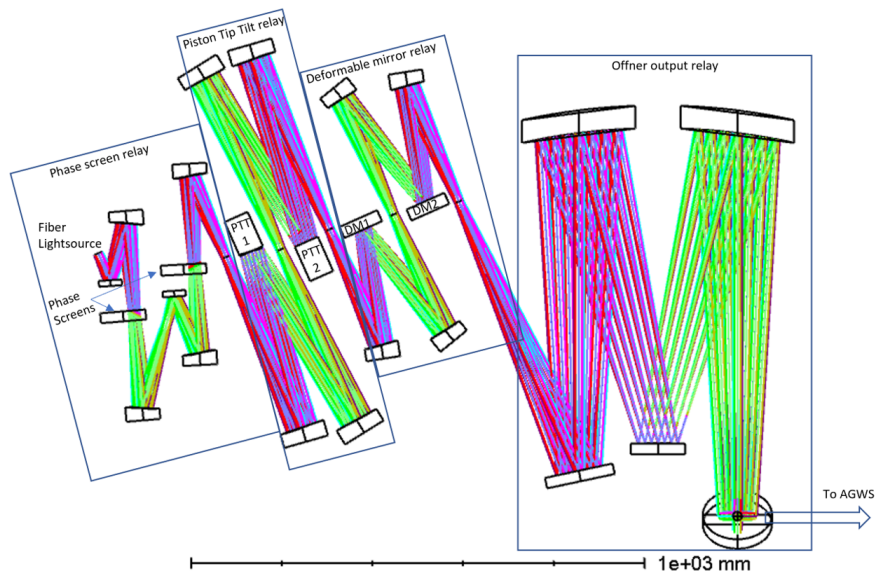 Piston Tip Tilt relay
Deformable mirror relay
Offner output relay
Phase screen relay
Fiber
Lightsource
Phase
Screens
PTT
1
PTT
2
DM1
DM2
To AGWS
1e+03 mm